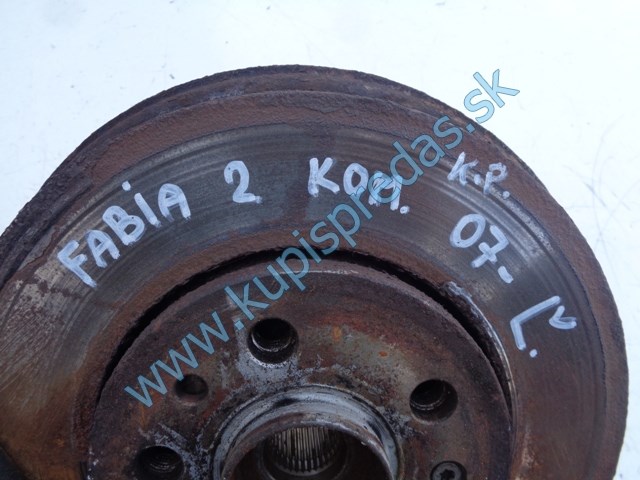 FABIA 2 KOM. K.P.
07- Ľ.
www.kupispredas.sk